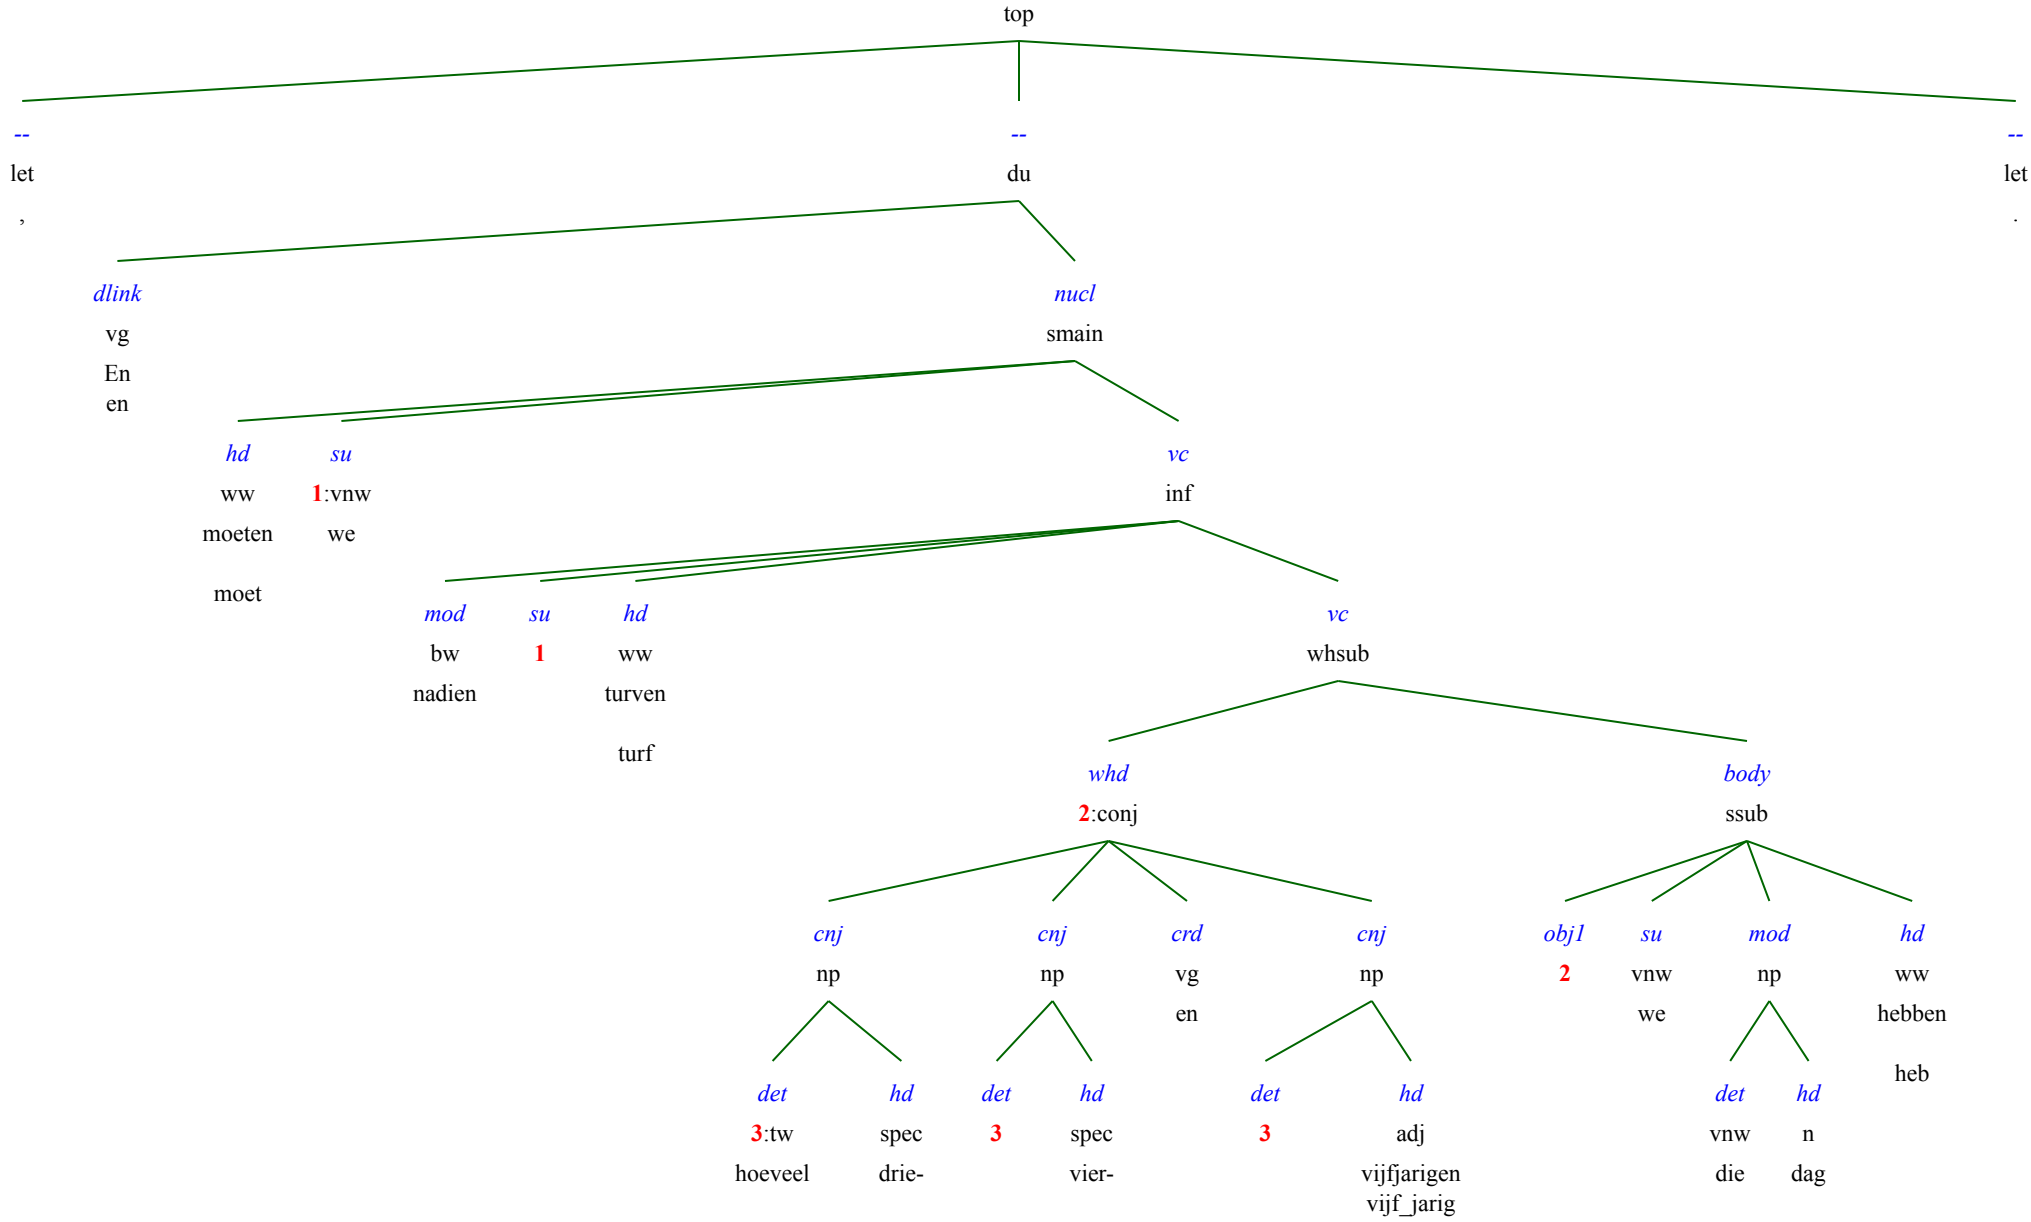 top
-- -- --
let du let
, .
dlink nucl
vg smain
En
en
hd su vc
ww 1:vnw inf
moeten we
moet
mod su hd vc
bw 1 ww whsub
nadien turven
turf
whd body
2:conj ssub
cnj cnj crd cnj obj1 su mod hd
np np vg np 2 vnw np ww
en we hebben
heb
det hd det hd det hd det hd
3:tw spec 3 spec 3 adj vnw n
hoeveel drie- vier- vijfjarigen die dag
vijf_jarig